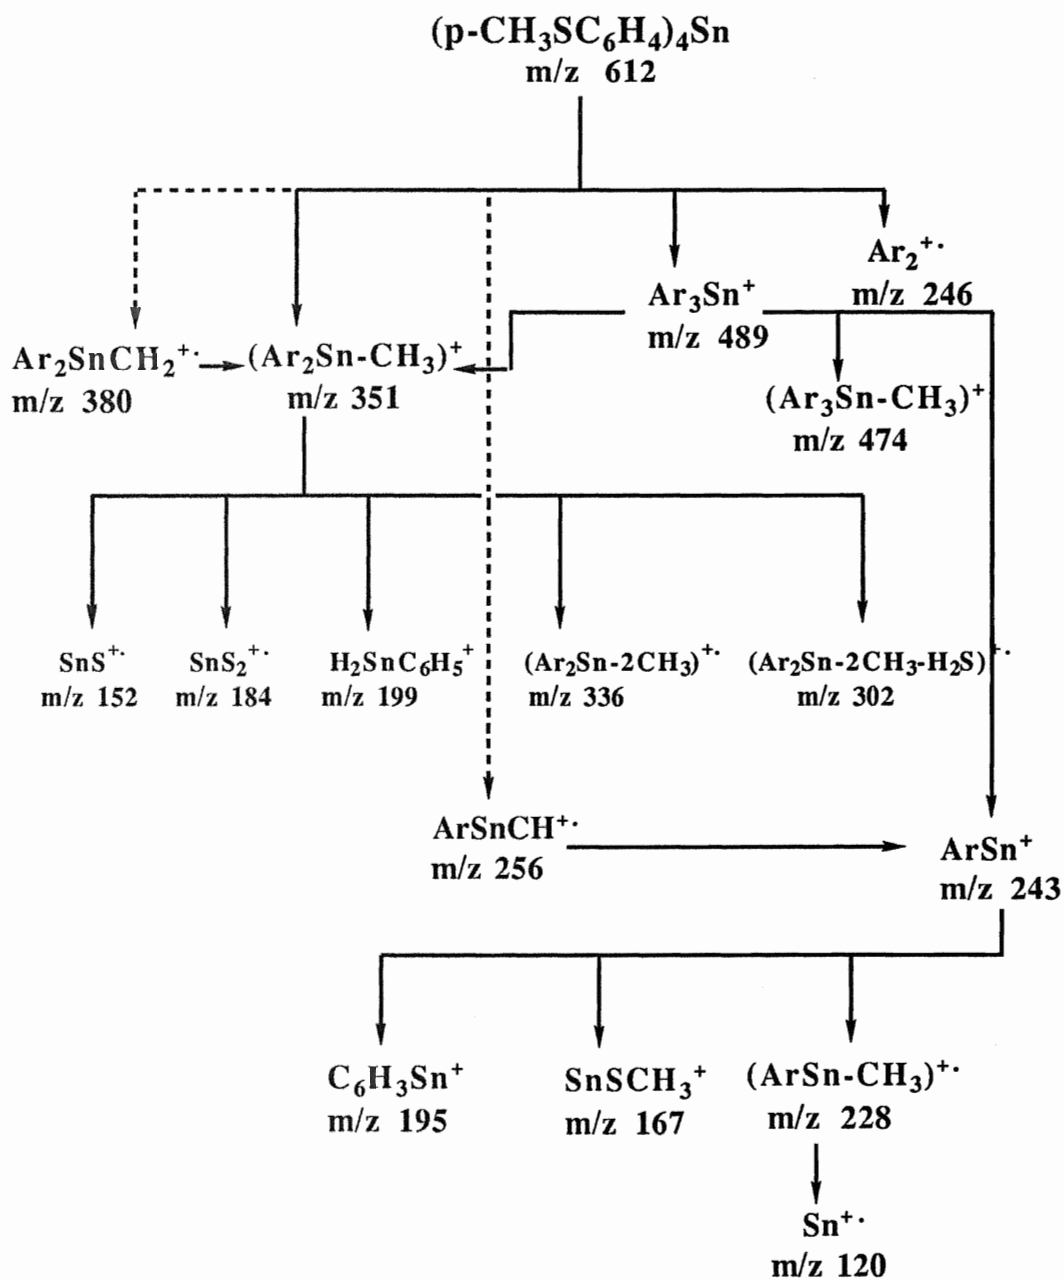 (p-CH₃SC₆H₄)₄Sn
m/z 612
Ar₂⁺·
m/z 246
Ar₃Sn⁺
m/z 489
Ar₂SnCH₂⁺·
m/z 380
(Ar₂Sn-CH₃)⁺
m/z 351
(Ar₃Sn-CH₃)⁺
m/z 474
SnS⁺·
m/z 152
SnS₂⁺·
m/z 184
H₂SnC₆H₅⁺
m/z 199
(Ar₂Sn-2CH₃)⁺·
m/z 336
(Ar₂Sn-2CH₃-H₂S)⁺·
m/z 302
ArSnCH⁺·
m/z 256
ArSn⁺
m/z 243
C₆H₃Sn⁺
m/z 195
SnSCH₃⁺
m/z 167
(ArSn-CH₃)⁺·
m/z 228
Sn⁺·
m/z 120